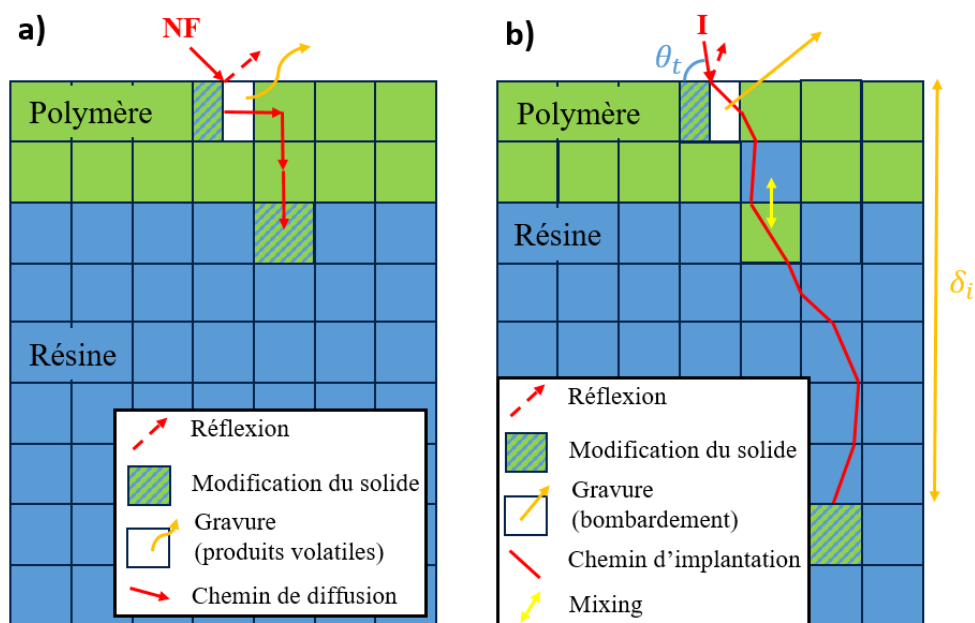 a)
NF
Polymère
Résine
Réflexion
Modification du solide
Gravure
(produits volatiles)
Chemin de diffusion
b)
I
θt
Polymère
Résine
δi
Réflexion
Modification du solide
Gravure
(bombardement)
Chemin d’implantation
Mixing